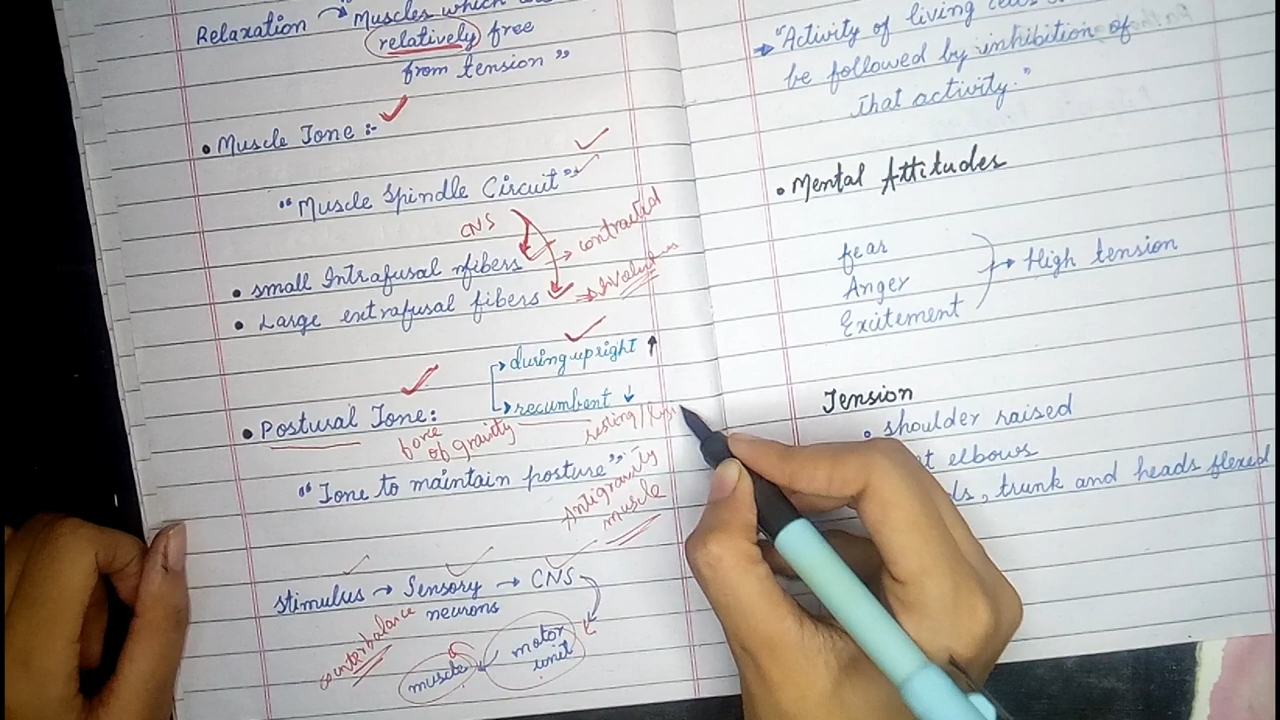 Relaxation → "Muscles which
relatively free
from tension"
• Muscle Tone :-
"Muscle Spindle Circuit"
CNS
contracted
• small Intrafusal nfibers
• Large extrafusal fibers
during upright ↑
recumbent ↓
• Postural Tone:
force
of gravity
resting /
"Tone to maintain posture"
Antigravity
muscle
stimulus → Sensory → CNS
neurons
counterbalance
motor
unit
muscle
"Activity of living
be followed by inhibition of
that activity."
• Mental Attitudes
fear
Anger
Excitement
→ High tension
Tension
shoulder raised
elbows
trunk and heads flexed